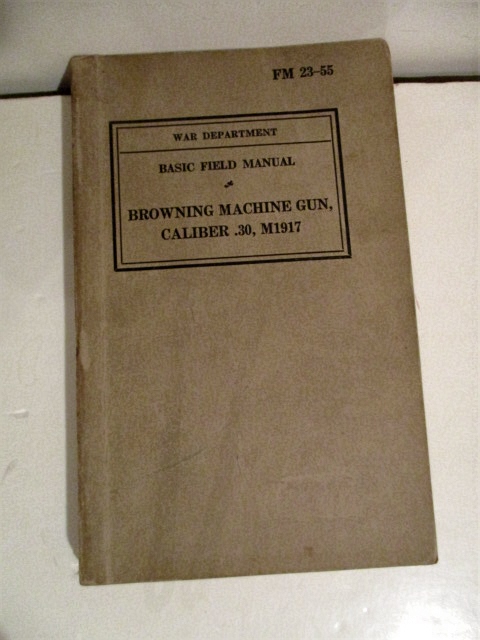 FM 23–55
WAR DEPARTMENT
BASIC FIELD MANUAL
BROWNING MACHINE GUN,
CALIBER .30, M1917